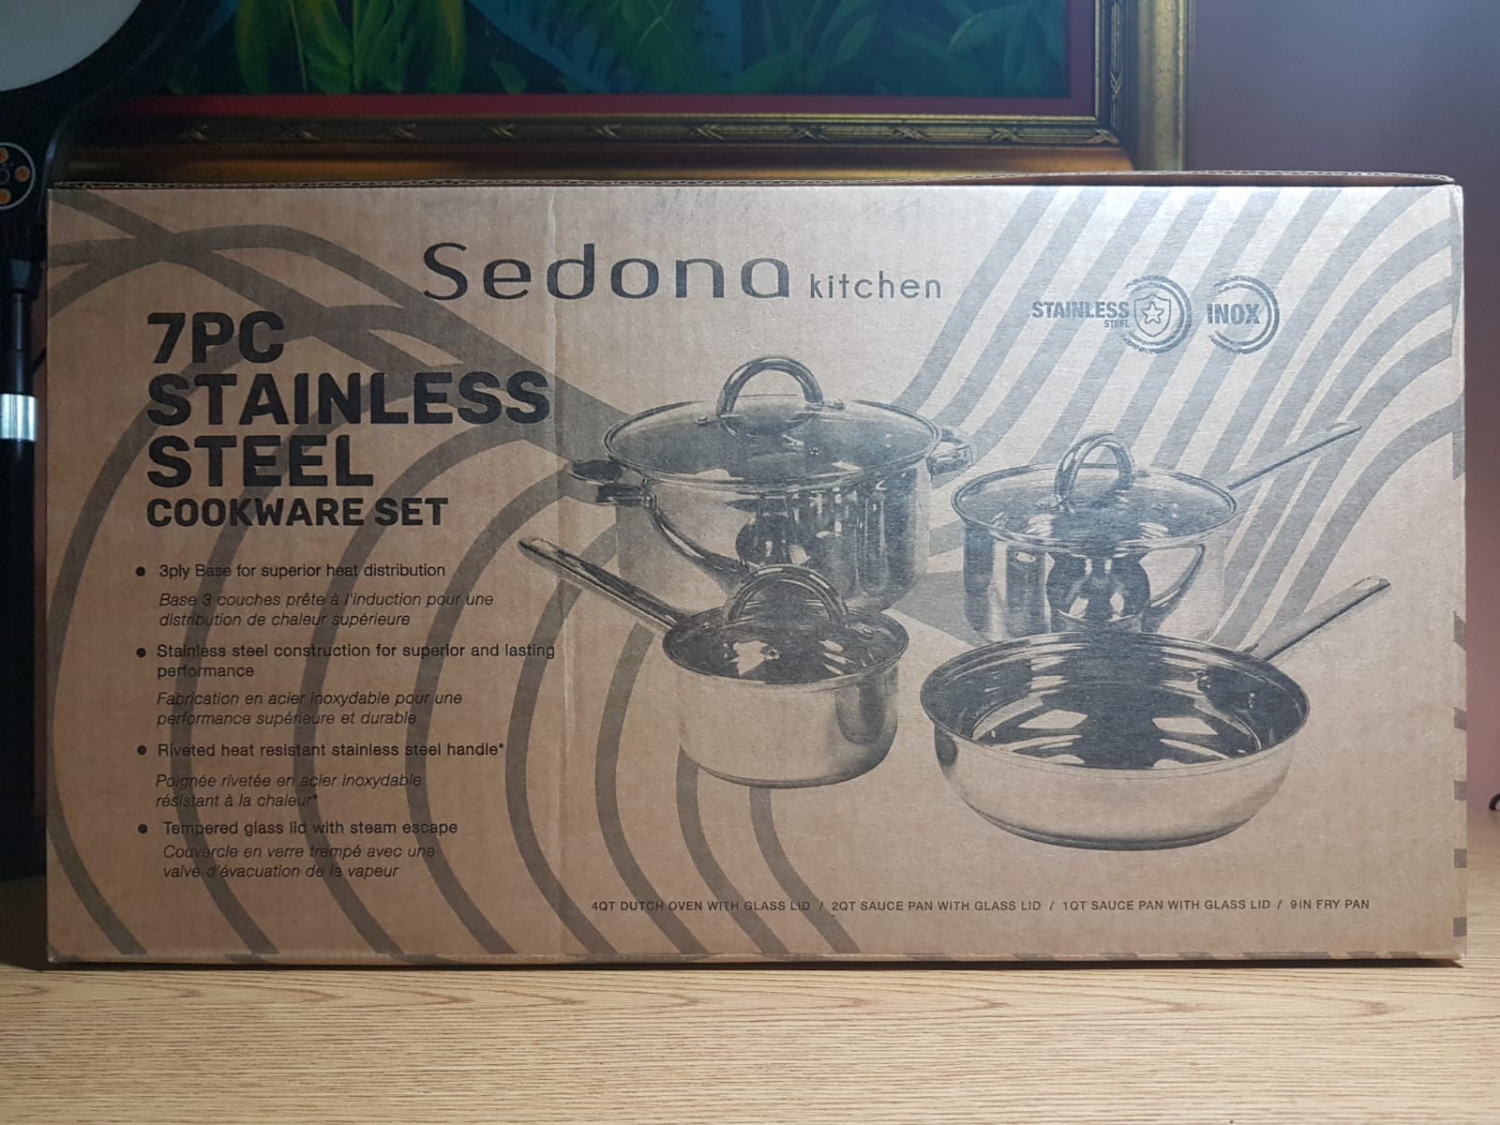 Sedona kitchen
STAINLESS
STEEL
INOX
7PC
STAINLESS
STEEL
COOKWARE SET
3ply Base for superior heat distribution
Base 3 couches prête à l'induction pour une
distribution de chaleur supérieure
Stainless steel construction for superior and lasting
performance
Fabrication en acier inoxydable pour une
performance supérieure et durable
Riveted heat resistant stainless steel handle*
Poignée rivetée en acier inoxydable
résistant à la chaleur*
Tempered glass lid with steam escape
Couvercle en verre trempé avec une
valve d'évacuation de la vapeur
4QT DUTCH OVEN WITH GLASS LID / 2QT SAUCE PAN WITH GLASS LID / 1QT SAUCE PAN WITH GLASS LID / 9IN FRY PAN